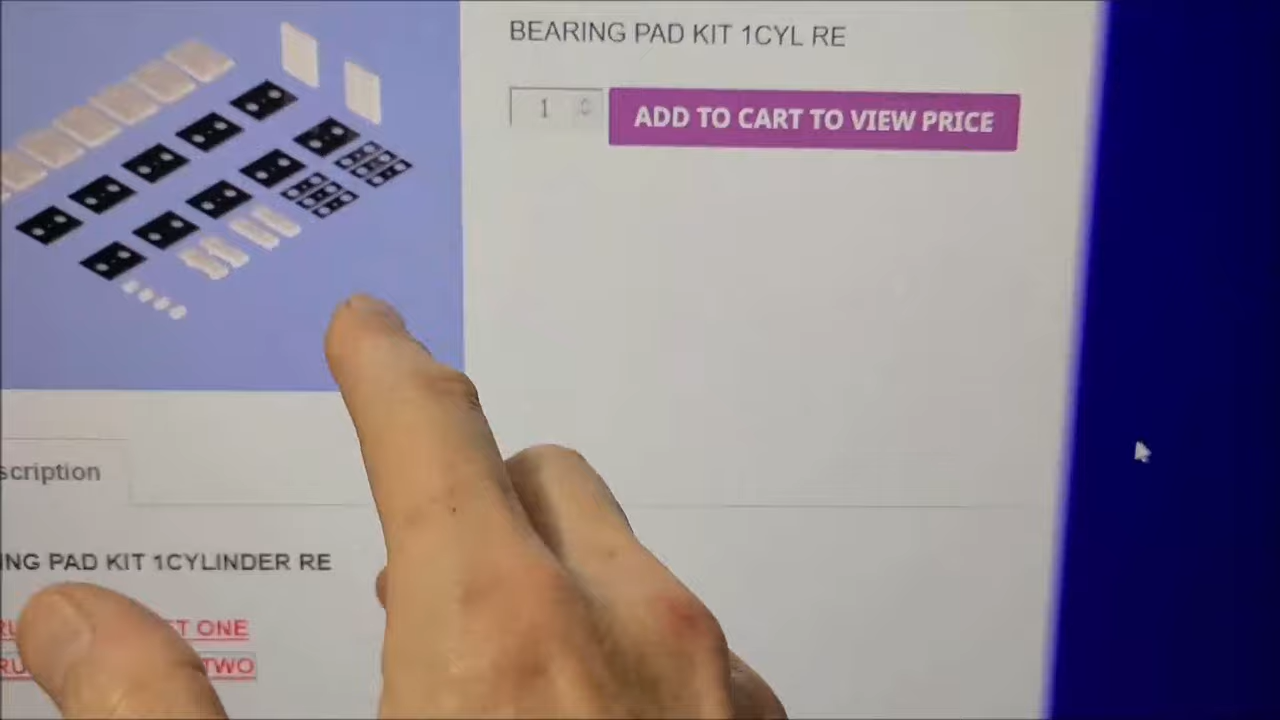 BEARING PAD KIT 1CYL RE
1
ADD TO CART TO VIEW PRICE
scription
NG PAD KIT 1CYLINDER RE
T ONE
TWO